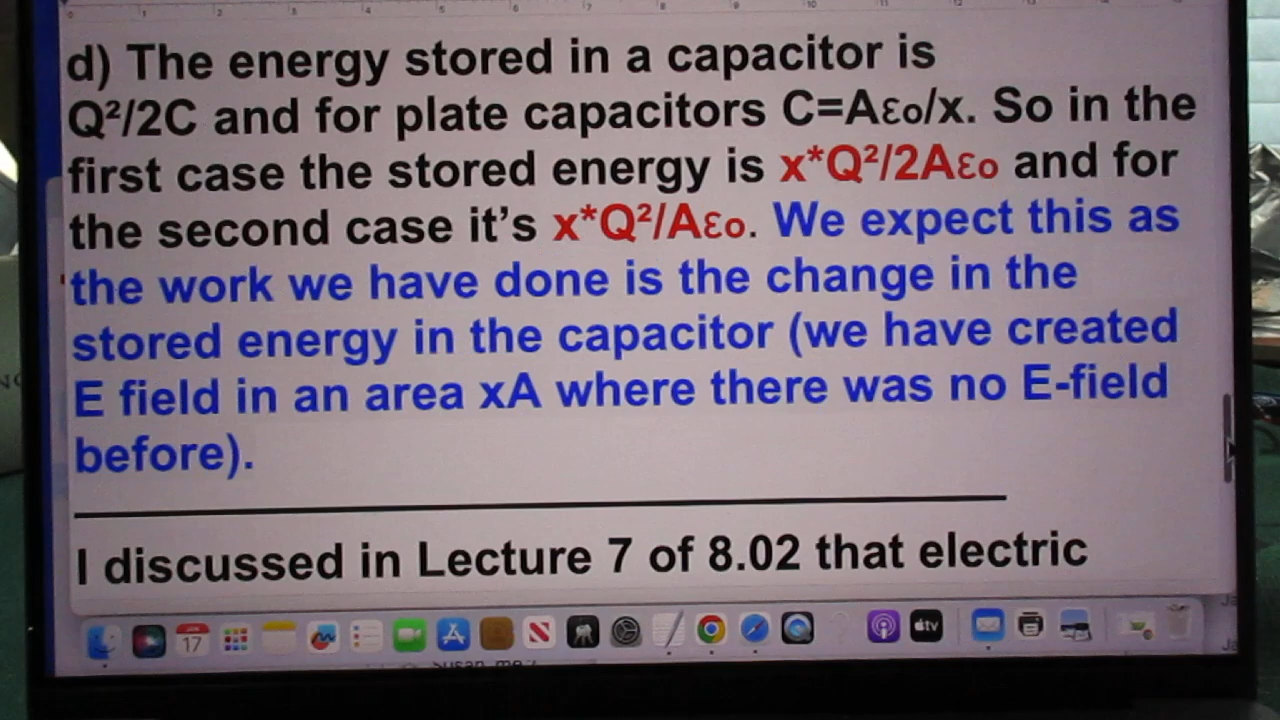 d) The energy stored in a capacitor is
Q²/2C and for plate capacitors C=Aεo/x. So in the
first case the stored energy is x*Q²/2Aεo and for
the second case it's x*Q²/Aεo. We expect this as
the work we have done is the change in the
stored energy in the capacitor (we have created
E field in an area xA where there was no E-field
before).
I discussed in Lecture 7 of 8.02 that electric
JAN
17
tv